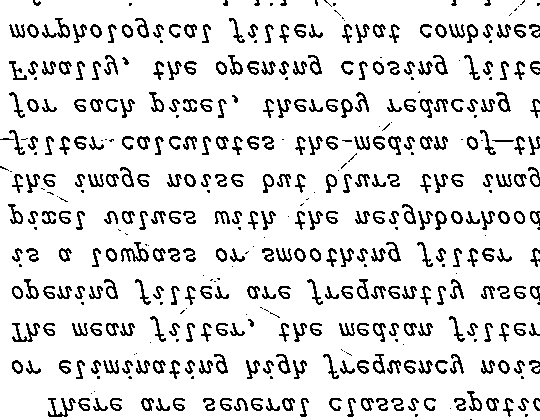 There are several classic spatia
or eliminating high frequency nois
The mean filter, the median filter
opening filter are frequently used
is a lowpass or smoothing filter t
pixel values with the neighborhood
the image noise but blurs the imag
filter calculates the median of th
for each pixel, thereby reducing t
Finally, the opening closing filte
morphological filter that combines